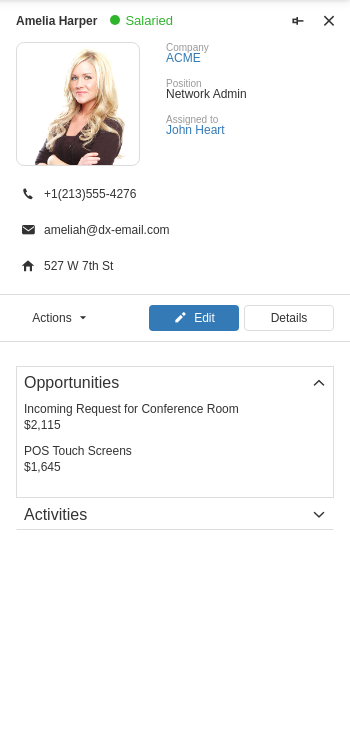 Amelia Harper Salaried
Company
ACME
Position
Network Admin
Assigned to
John Heart
+1(213)555-4276
ameliah@dx-email.com
527 W 7th St
Actions Edit Details
Opportunities
Incoming Request for Conference Room
$2,115
POS Touch Screens
$1,645
Activities